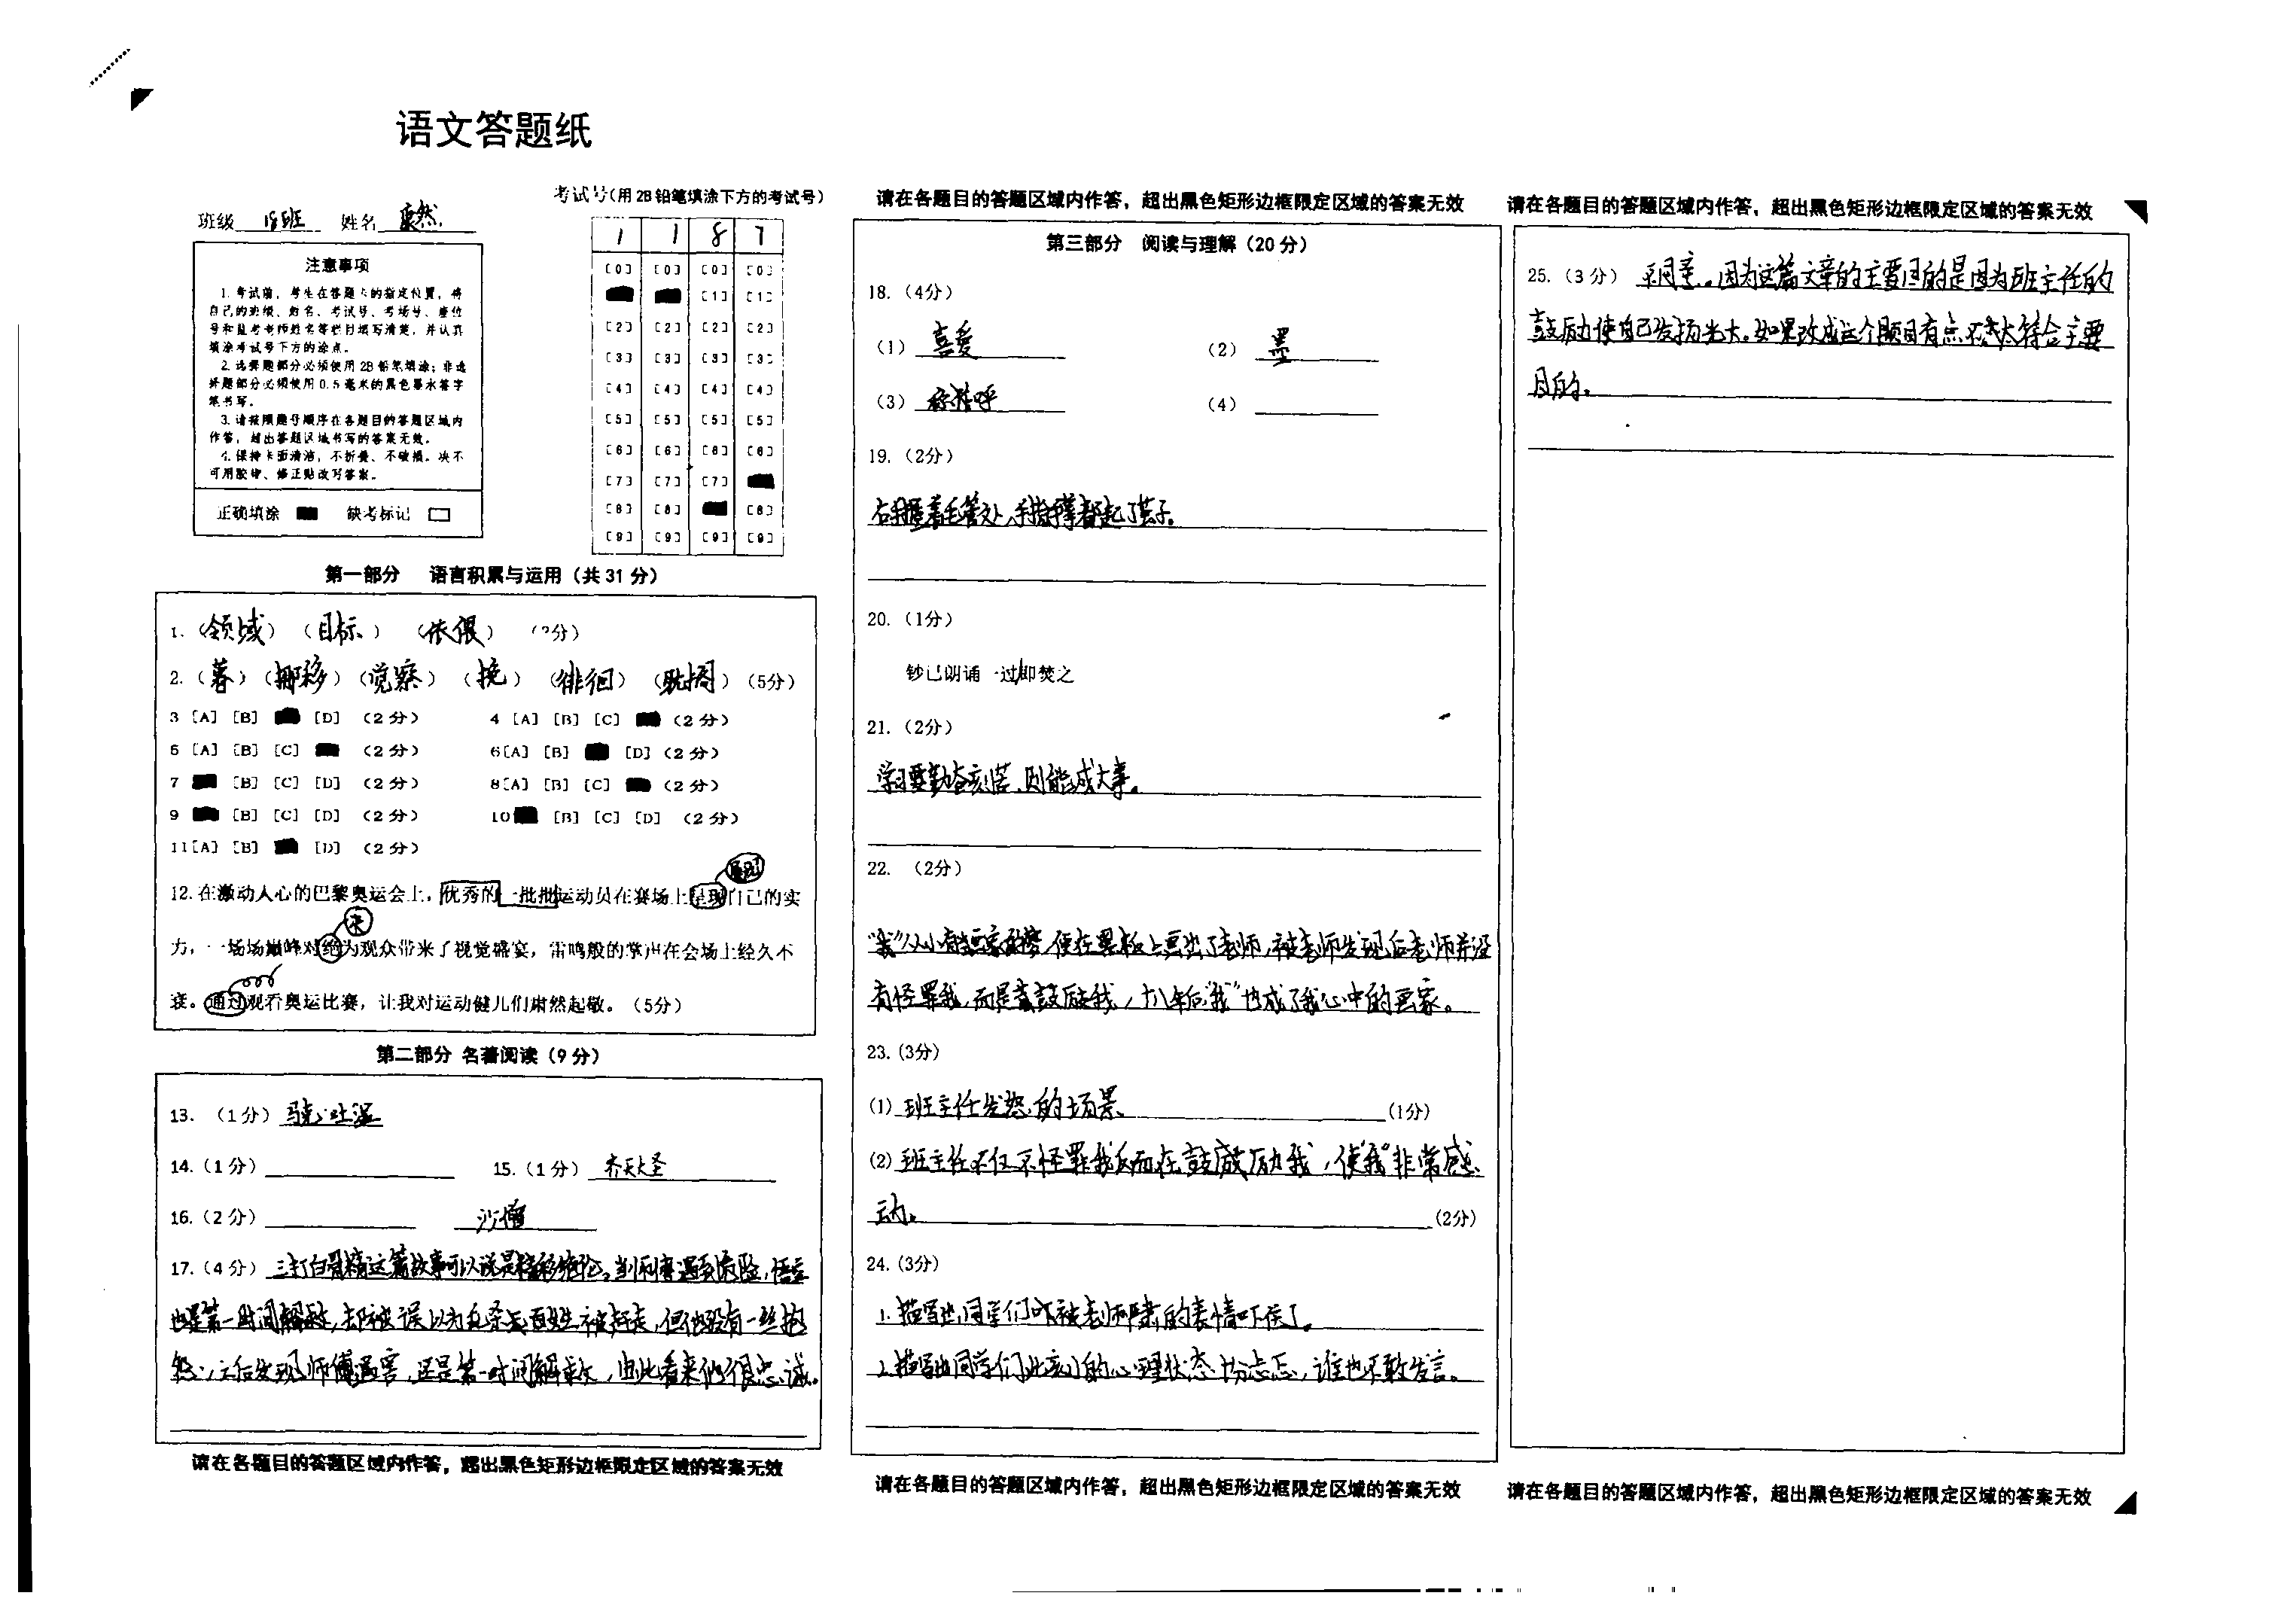 语文答题纸
班级 18班 姓名 康然
考试号(用2B铅笔填涂下方的考试号)
1 1 8 7
[0] [0] [0] [0]
[1] [1]
[2] [2] [2] [2]
[3] [3] [3] [3]
[4] [4] [4] [4]
[5] [5] [5] [5]
[6] [6] [6] [6]
[7] [7] [7]
[8] [8] [8]
[9] [9] [9] [9]
注意事项
1. 考试前,考生在答题卡的指定位置,将
自己的班级、姓名、考试号、考场号、座位
号和监考老师姓名等栏目填写清楚,并认真
填涂考试号下方的涂点。
2. 选择题部分必须使用2B铅笔填涂;非选
择题部分必须使用0.5毫米的黑色墨水签字
笔书写。
3. 请按照题号顺序在各题目的答题区域内
作答,超出答题区域书写的答案无效。
4. 保持卡面清洁,不折叠、不破损。决不
可用胶带、修正贴改写答案。
正确填涂 缺考标记
第一部分 语言积累与运用(共31分)
1.(领域)(目标)(依偎)(?分)
2.(暮)(挪移)(觉察)(挠)(徘徊)(骁)(5分)
3 [A] [B] [D] (2分) 4 [A] [B] [C] (2分)
5 [A] [B] [C] (2分) 6[A] [B] [D] (2分)
7 [B] [C] [D] (2分) 8[A] [B] [C] (2分)
9 [B] [C] [D] (2分) 10 [B] [C] [D] (2分)
11[A] [B] [D] (2分)
展现
12.在激动人心的巴黎奥运会上,优秀的一批批运动员在赛场上呈现自己的实
决
力,一场场巅峰对绝为观众带来了视觉盛宴,雷鸣般的掌声在会场上经久不
衰。通过观看奥运比赛,让我对运动健儿们肃然起敬。(5分)
第二部分 名著阅读(9分)
13.(1分)骆 吐温
14.(1分) 15.(1分)齐天大圣
16.(2分) 沙僧
17.(4分)三打白骨精这篇故事可以说是精彩绝伦。当师傅遇到危险,悟空
也是第一时间解救,却被误以为乱杀无百姓被赶走,但他没有一丝抱
怨,之后发现师傅遇害,还是第一时间解救,由此看来他很忠诚。
请在各题目的答题区域内作答,超出黑色矩形边框限定区域的答案无效
请在各题目的答题区域内作答,超出黑色矩形边框限定区域的答案无效
第三部分 阅读与理解(20分)
18.(4分)
(1)喜爱 (2)墨
(3)称呼 (4)
19.(2分)
右手握着毛管处,手指掌都起了茧子。
20.(1分)
钞已朗诵一过/即焚之
21.(2分)
学习要勤奋刻苦,则能成大事。
22.(2分)
“我”从小有画家的梦,便在黑板上画出了老师,被老师发现后老师并没
有怪罪我,而是鼓励我,十八年后“我”也成了我心中的画家。
23.(3分)
(1)班主任发怒的场景 (1分)
(2)班主任不仅不怪罪我反而在鼓励我,使“我”非常感
动。(2分)
24.(3分)
1.描写出同学们被老师严肃的表情吓住了。
2.描写出同学们此刻的心理状态十分忐忑,谁也不敢发言。
请在各题目的答题区域内作答,超出黑色矩形边框限定区域的答案无效
请在各题目的答题区域内作答,超出黑色矩形边框限定区域的答案无效
25.(3分)不同意。因为这篇文章的主要目的是因为班主任的
鼓励使自己发扬光大。如果改成这个题目有点不太符合主要
目的。
请在各题目的答题区域内作答,超出黑色矩形边框限定区域的答案无效